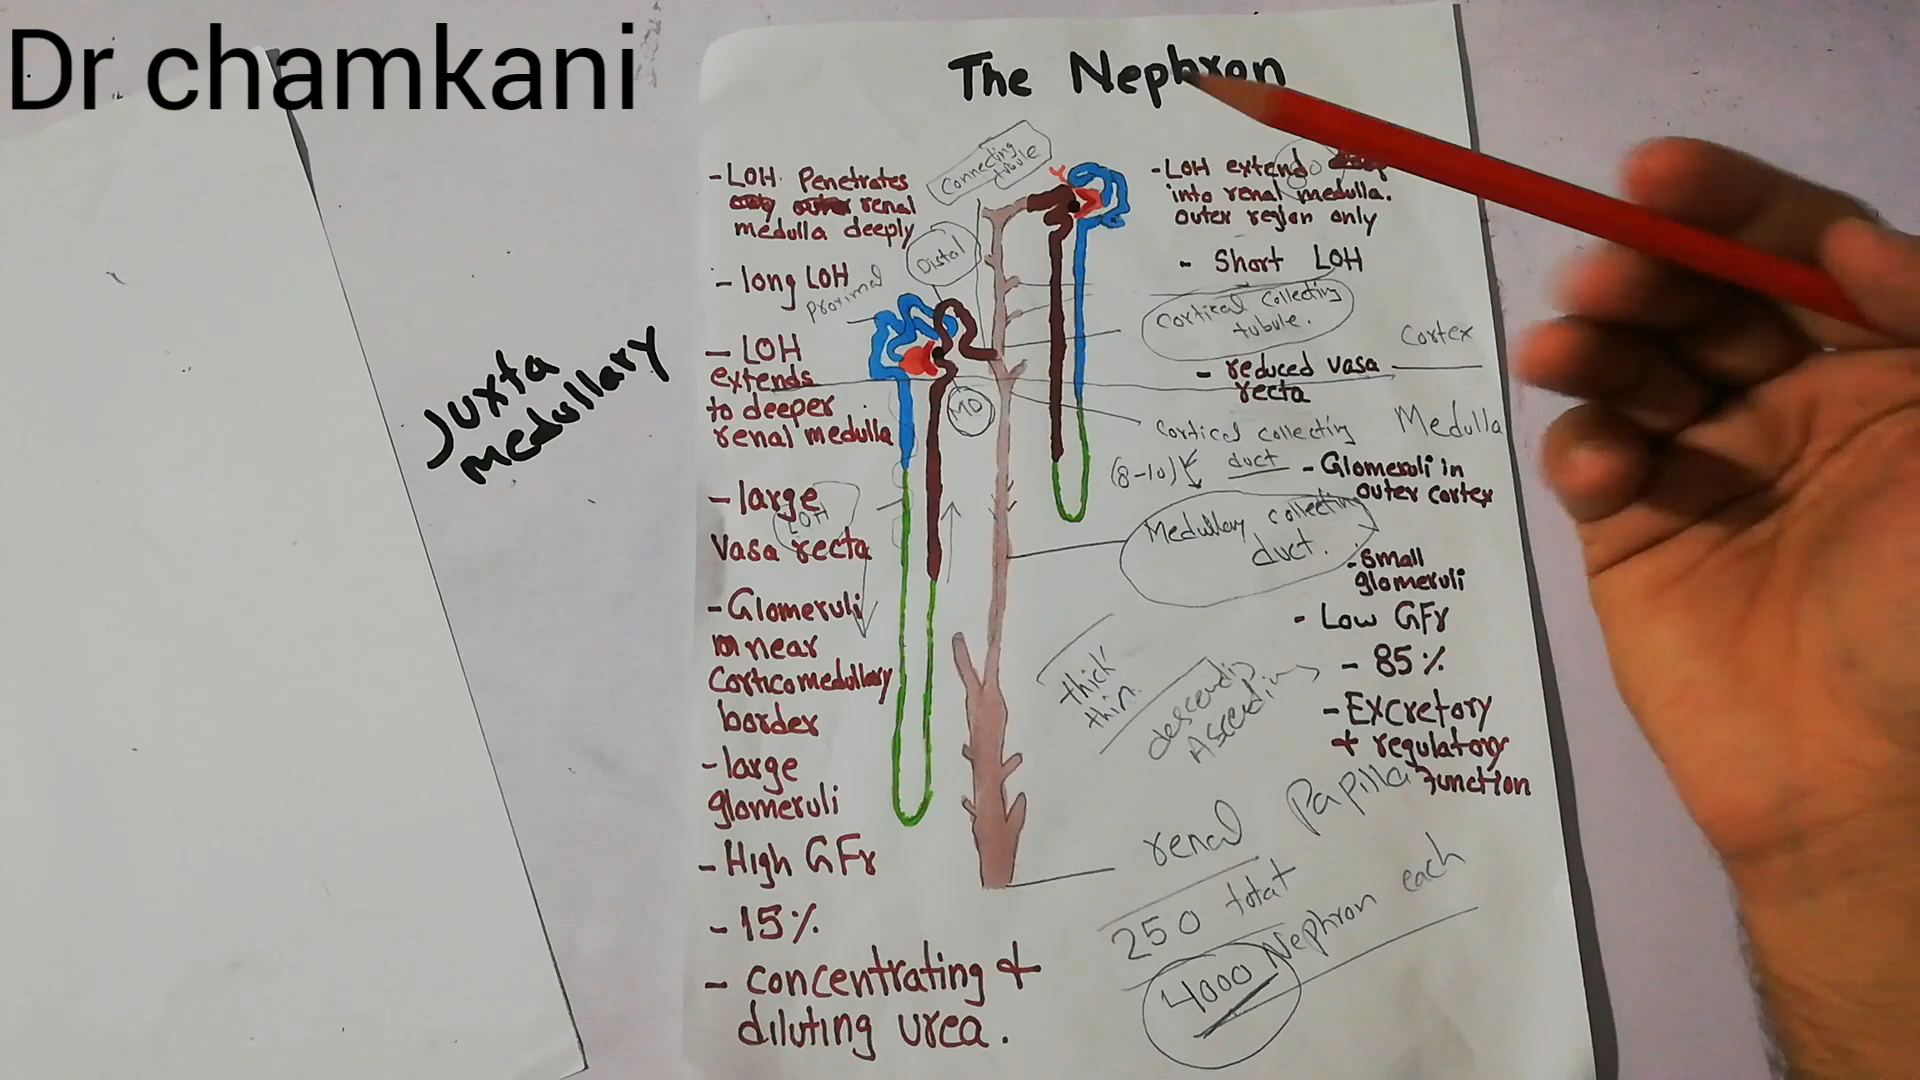 Dr chamkani
The Nephron
Juxta
medullary
- LOH Penetrates
renal
medulla deeply
- long LOH
- LOH
extends
to deeper
renal medulla
- large
Vasa recta
- Glomeruli
near
Corticomedullary
border
- large
glomeruli
- High GFr
- 15%
- concentrating +
diluting urea.
Connecting
tubule
Distal
Proximal
MD
LOH
- LOH extend
into renal medulla.
outer region only
- Short LOH
Cortical Collecting
tubule.
- reduced vasa
recta
Cortex
Medulla
Cortical collecting
duct
(8-10)
- Glomeruli in
outer cortex
Medullary collecting
duct.
- Small
glomeruli
- Low GFr
- 85%
- Excretory
+ regulatory
function
thick
thin
renal Papilla
250 total
4000 Nephron each